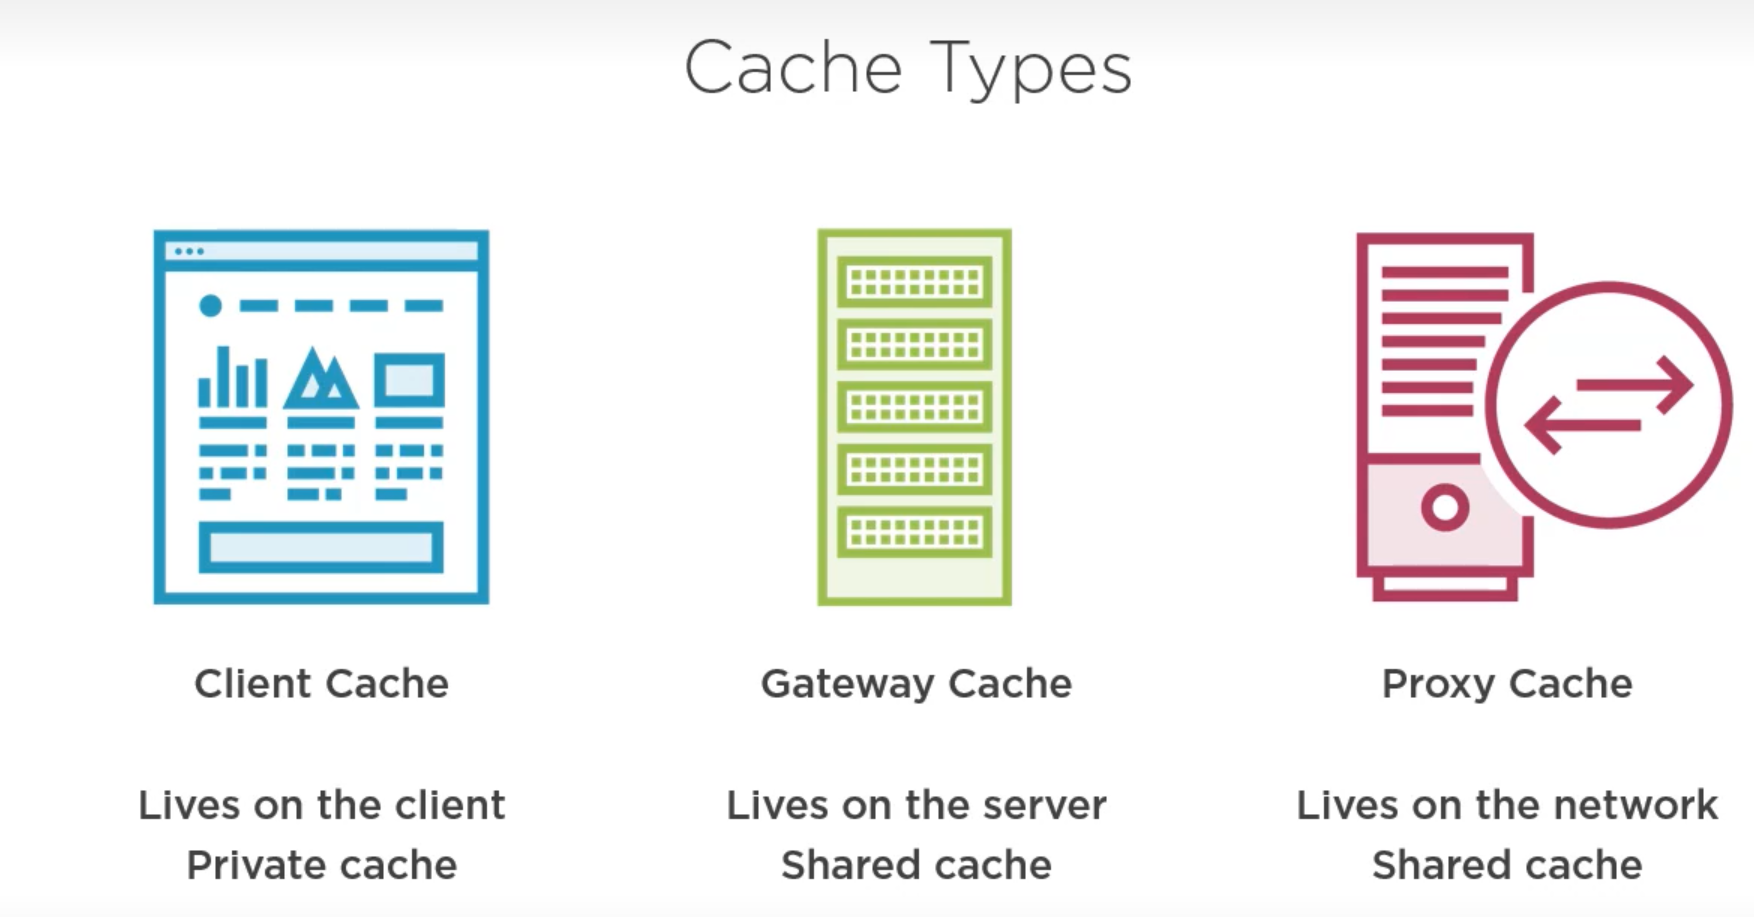 Cache Types
Client Cache
Lives on the client
Private cache
Gateway Cache
Lives on the server
Shared cache
Proxy Cache
Lives on the network
Shared cache